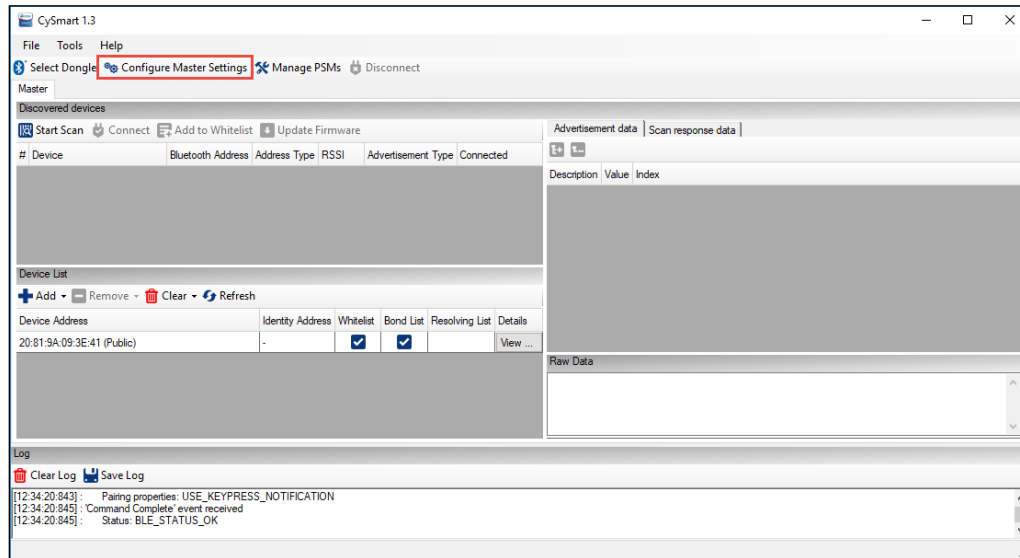 CySmart 1.3
File Tools Help
Select Dongle Configure Master Settings Manage PSMs Disconnect
Master
Discovered devices
Start Scan Connect Add to Whitelist Update Firmware
# Device Bluetooth Address Address Type RSSI Advertisement Type Connected
Advertisement data Scan response data
Description Value Index
Device List
Add Remove Clear Refresh
Device Address Identity Address Whitelist Bond List Resolving List Details
20:81:9A:09:3E:41 (Public) - View ...
Raw Data
Log
Clear Log Save Log
[12:34:20:843] : Pairing properties: USE_KEYPRESS_NOTIFICATION
[12:34:20:845] : 'Command Complete' event received
[12:34:20:845] : Status: BLE_STATUS_OK